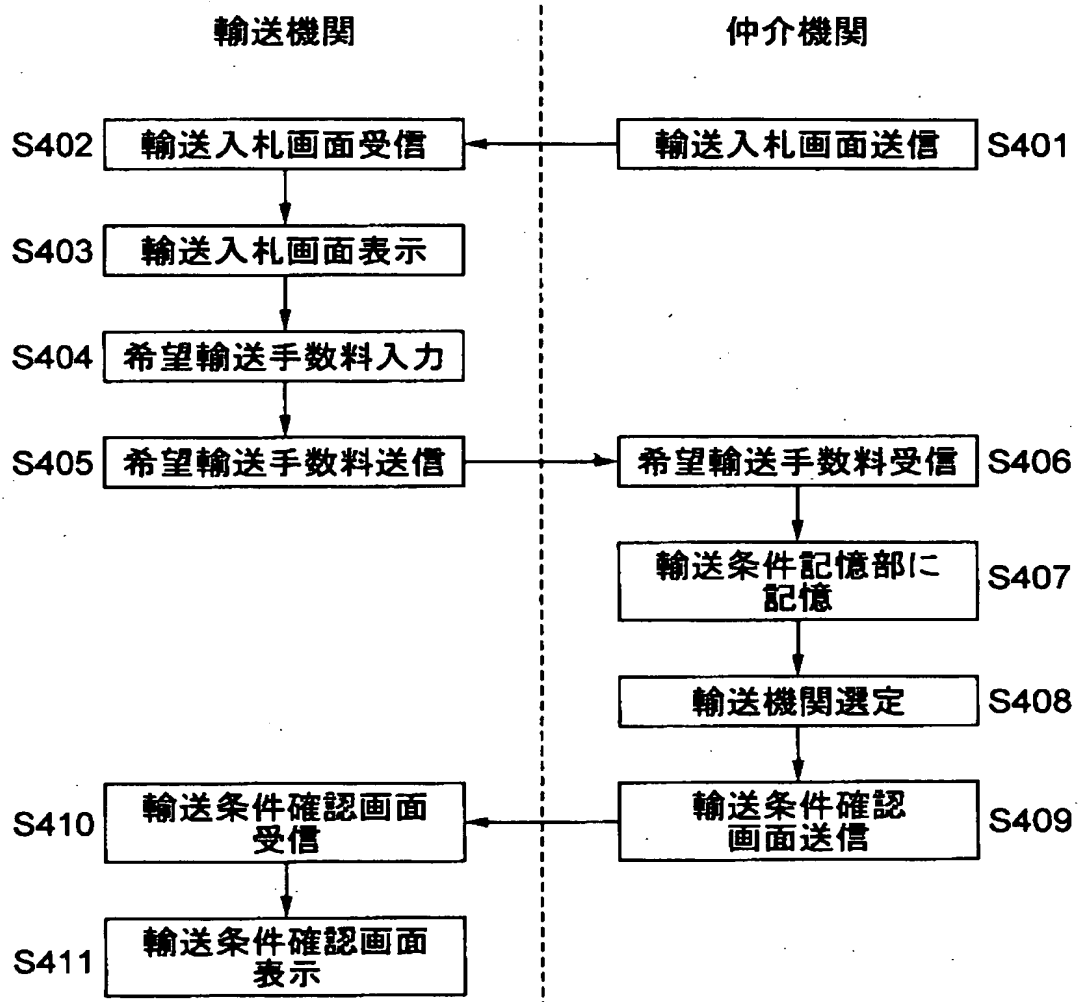 輸送機関
仲介機関
S402
輸送入札画面受信
輸送入札画面送信
S401
S403
輸送入札画面表示
S404
希望輸送手数料入力
S405
希望輸送手数料送信
希望輸送手数料受信
S406
輸送条件記憶部に
記憶
S407
輸送機関選定
S408
S410
輸送条件確認画面
受信
輸送条件確認
画面送信
S409
S411
輸送条件確認画面
表示